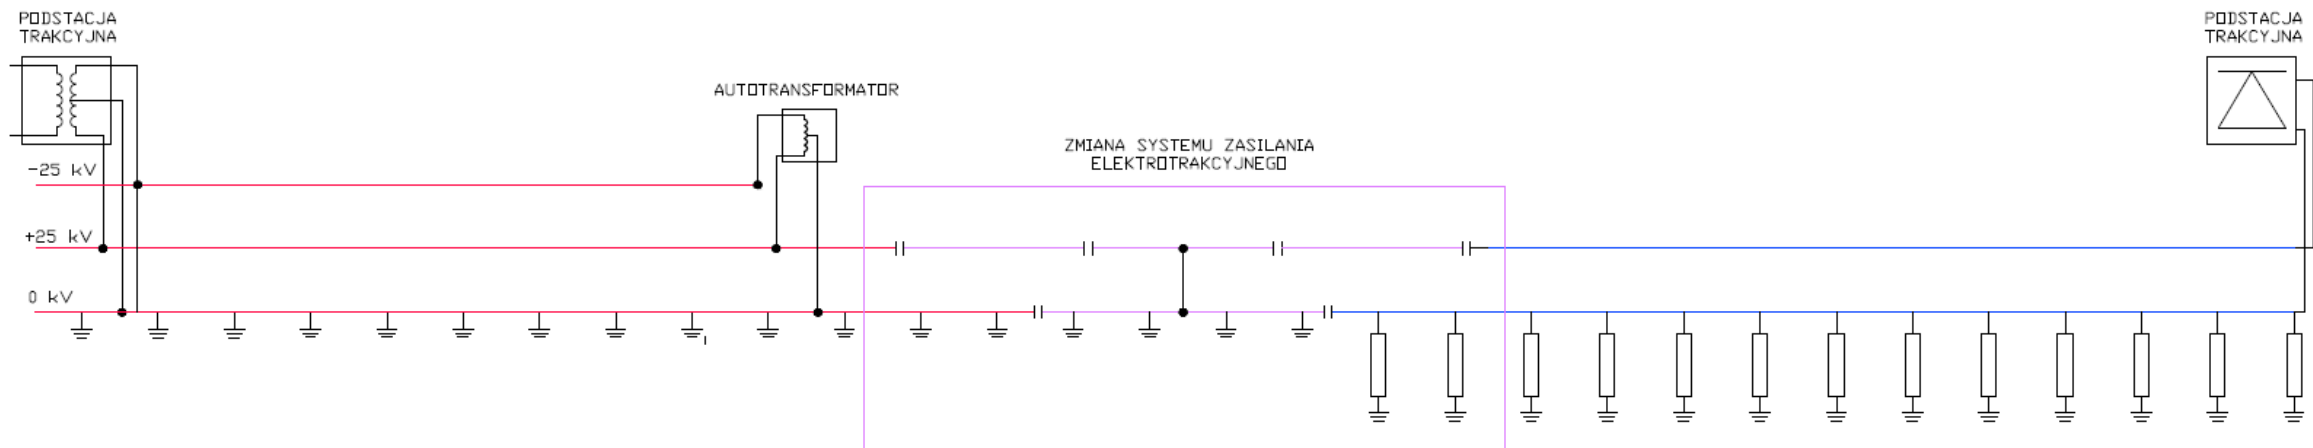 PODSTACJA
TRAKCYJNA
PODSTACJA
TRAKCYJNA
AUTOTRANSFORMATOR
ZMIANA SYSTEMU ZASILANIA
ELEKTROTRAKCYJNEGO
-25 kV
+25 kV
0 kV